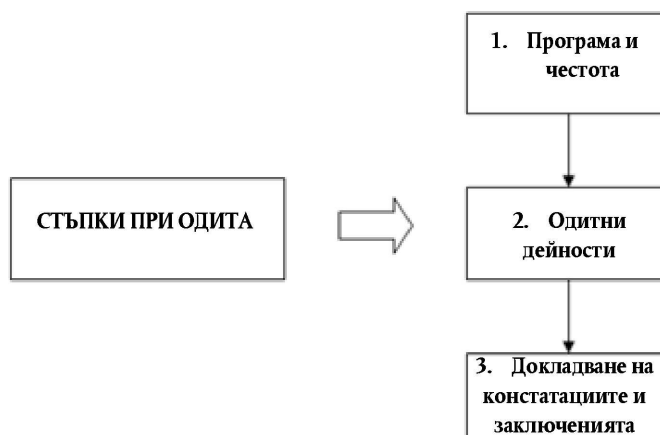 1. Програма и
честота
СТЪПКИ ПРИ ОДИТА
2. Одитни
дейности
3. Докладване на
констатациите и
заключенията